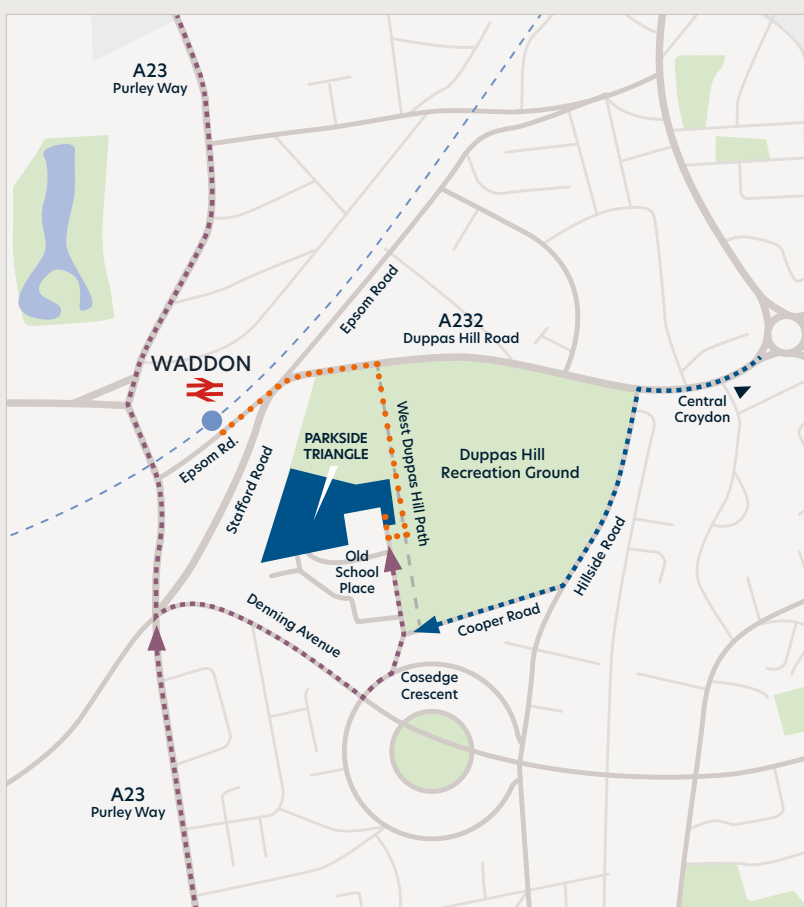 A23
Purley Way
Epsom Road
A232
Duppas Hill Road
WADDON
Central
Croydon
Epsom Rd.
Stafford Road
PARKSIDE
TRIANGLE
West Duppas Hill Path
Duppas Hill
Recreation Ground
Old
School
Place
Hillside Road
Cooper Road
Denning Avenue
Cosedge
Crescent
A23
Purley Way